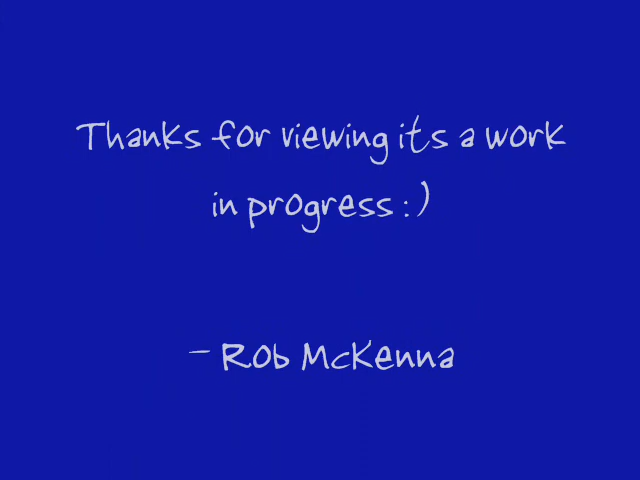 Thanks for viewing its a work
in progress :)
- Rob McKenna